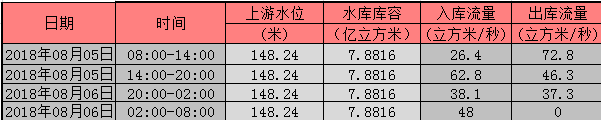 日期 时间 上游水位 水库库容 入库流量 出库流量
(米) (亿立方米) (立方米/秒) (立方米/秒)
2018年08月05日 08:00-14:00 148.24 7.8816 26.4 72.8
2018年08月05日 14:00-20:00 148.24 7.8816 62.8 46.3
2018年08月06日 20:00-02:00 148.24 7.8816 38.1 37.3
2018年08月06日 02:00-08:00 148.24 7.8816 48 0